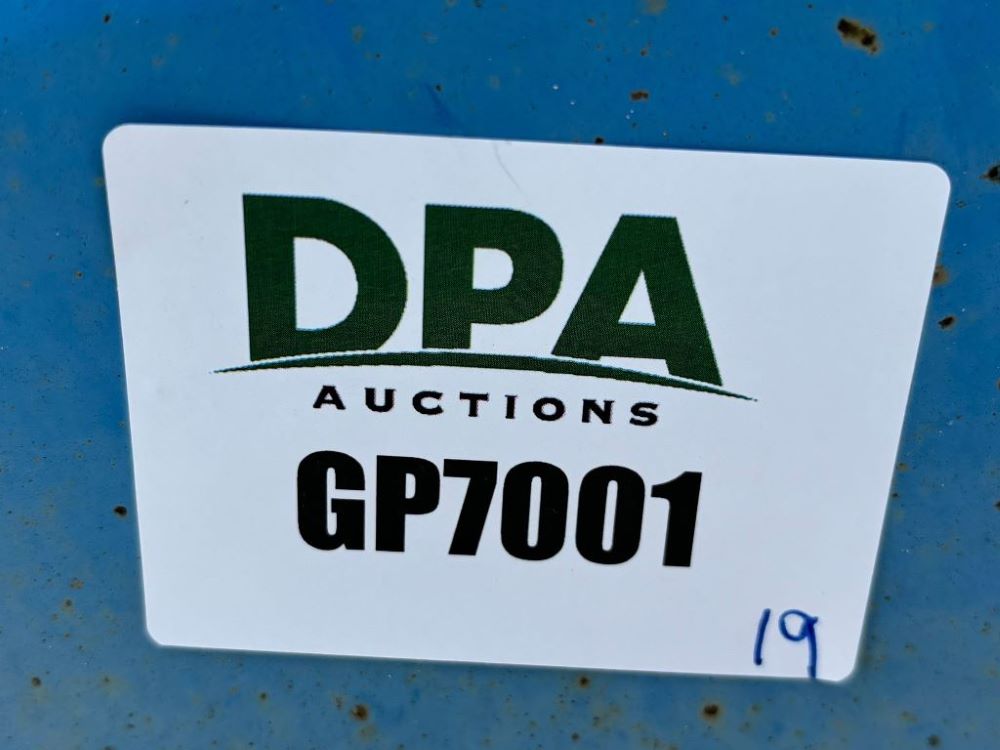 DPA
AUCTIONS
GP7001
19